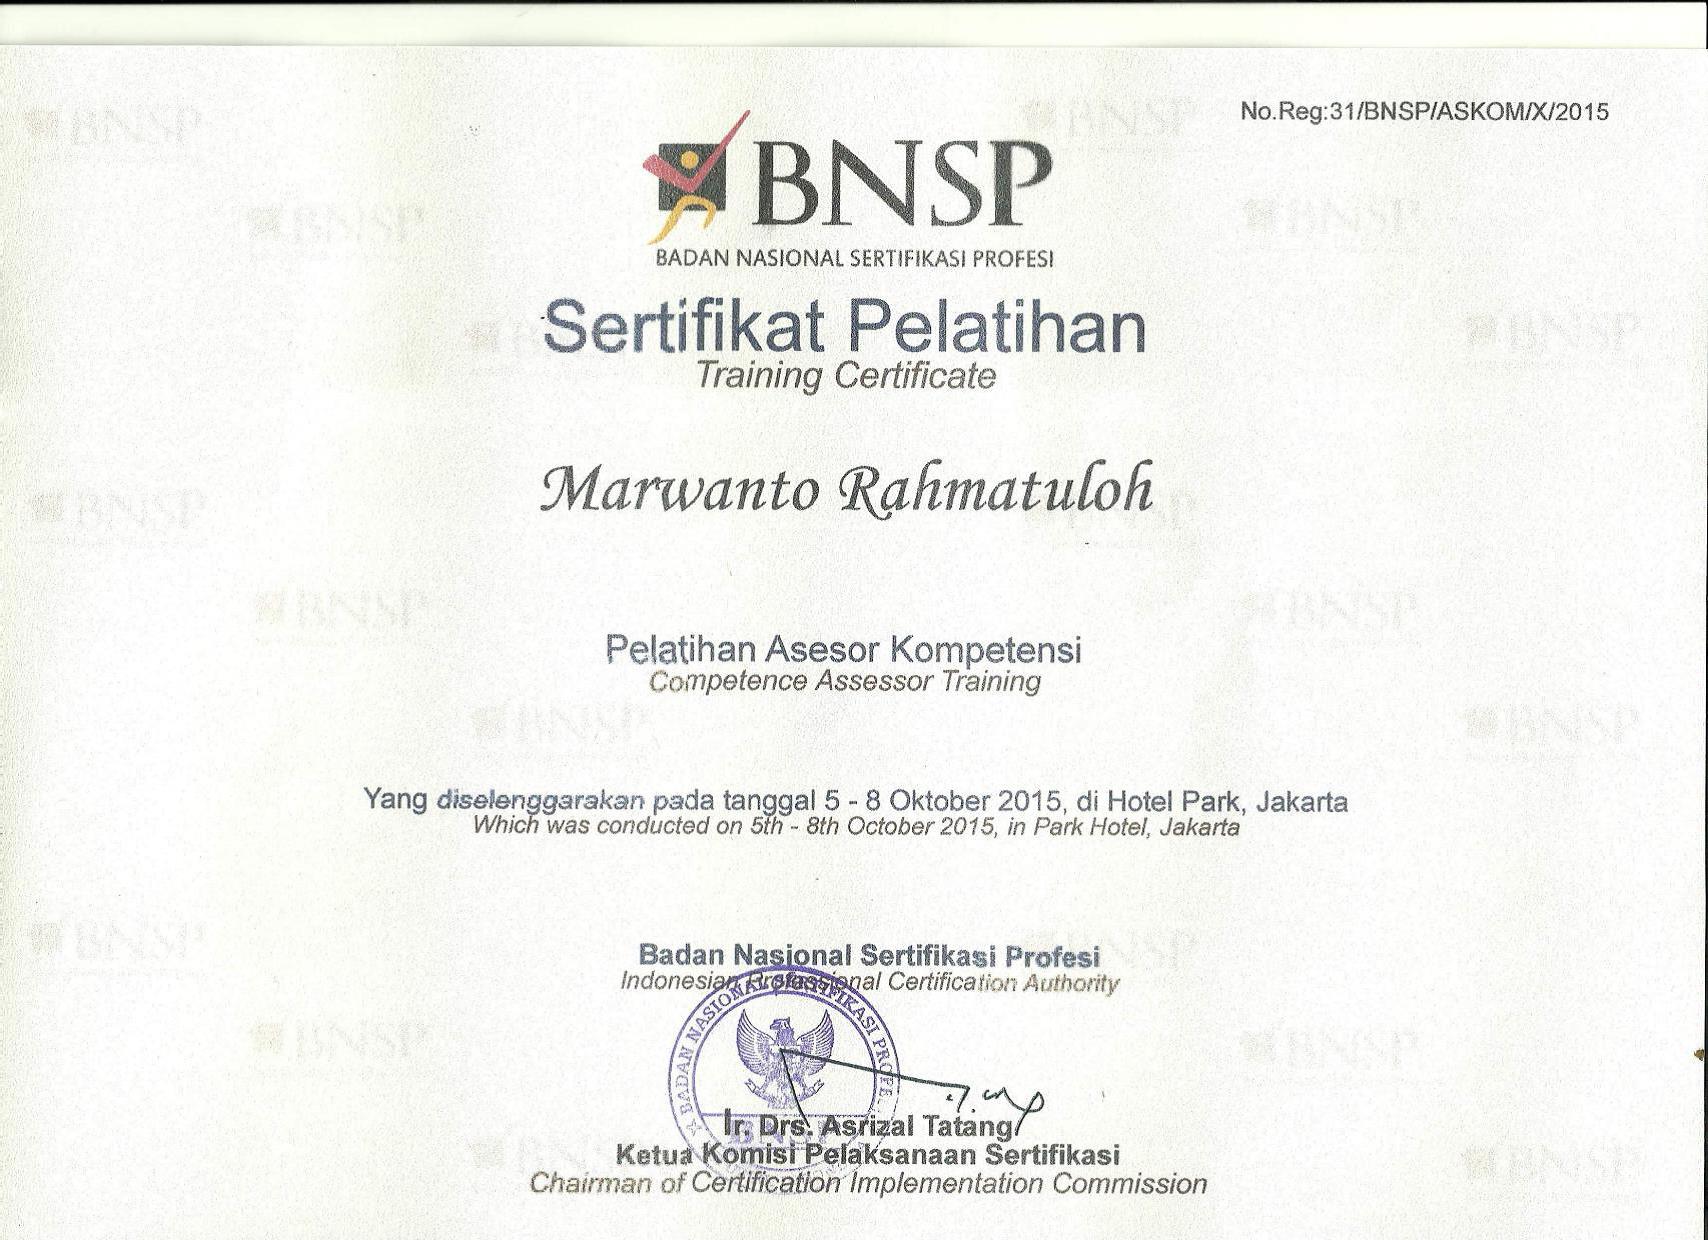 No.Reg:31/BNSP/ASKOM/X/2015
BNSP
BADAN NASIONAL SERTIFIKASI PROFESI
Sertifikat Pelatihan
Training Certificate
Marwanto Rahmatuloh
Pelatihan Asesor Kompetensi
Competence Assessor Training
Yang diselenggarakan pada tanggal 5 - 8 Oktober 2015, di Hotel Park, Jakarta
Which was conducted on 5th - 8th October 2015, in Park Hotel, Jakarta
Badan Nasional Sertifikasi Profesi
Indonesian Professional Certification Authority
BADAN NASIONAL SERTIFIKASI PROFE
BNSP
Ir. Drs. Asrizal Tatang
Ketua Komisi Pelaksanaan Sertifikasi
Chairman of Certification Implementation Commission